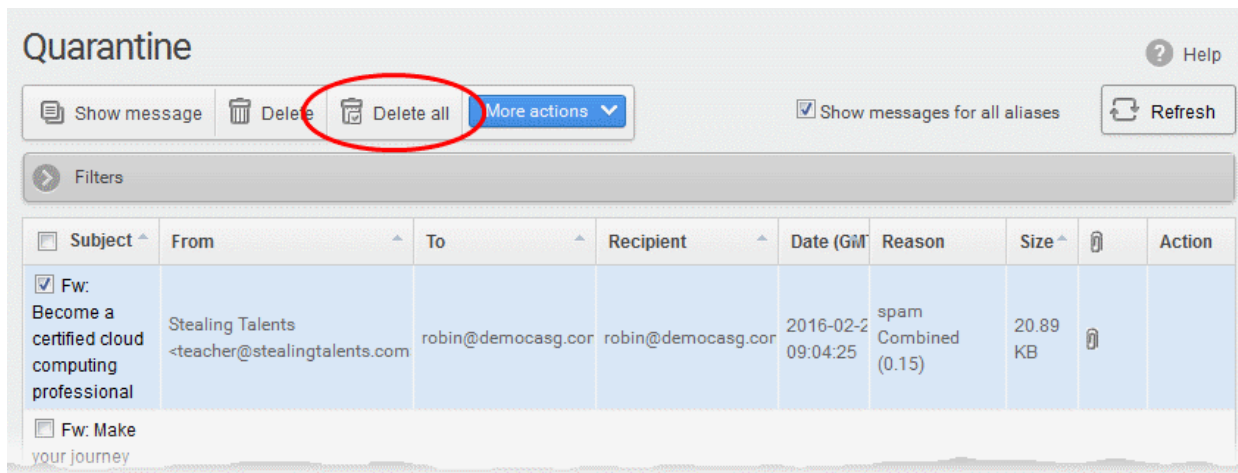 Quarantine
Help
Show message Delete Delete all More actions Show messages for all aliases Refresh
Filters
Subject From To Recipient Date (GMT Reason Size Action
Fw:
Become a
certified cloud
computing
professional
Stealing Talents
<teacher@stealingtalents.com
robin@democasg.cor
robin@democasg.cor
2016-02-2
09:04:25
spam
Combined
(0.15)
20.89
KB
Fw: Make
your journey